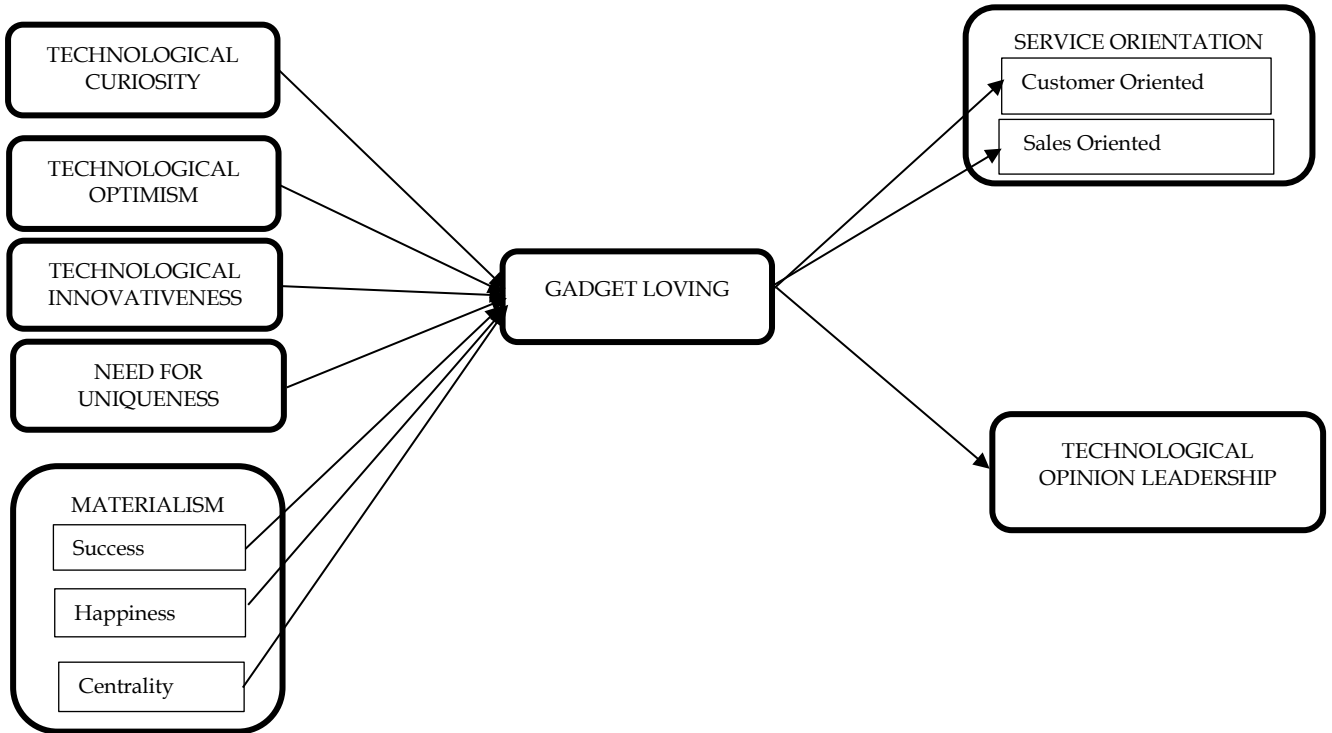 TECHNOLOGICAL
CURIOSITY
TECHNOLOGICAL
OPTIMISM
TECHNOLOGICAL
INNOVATIVENESS
NEED FOR
UNIQUENESS
MATERIALISM
Success
Happiness
Centrality
GADGET LOVING
SERVICE ORIENTATION
Customer Oriented
Sales Oriented
TECHNOLOGICAL
OPINION LEADERSHIP